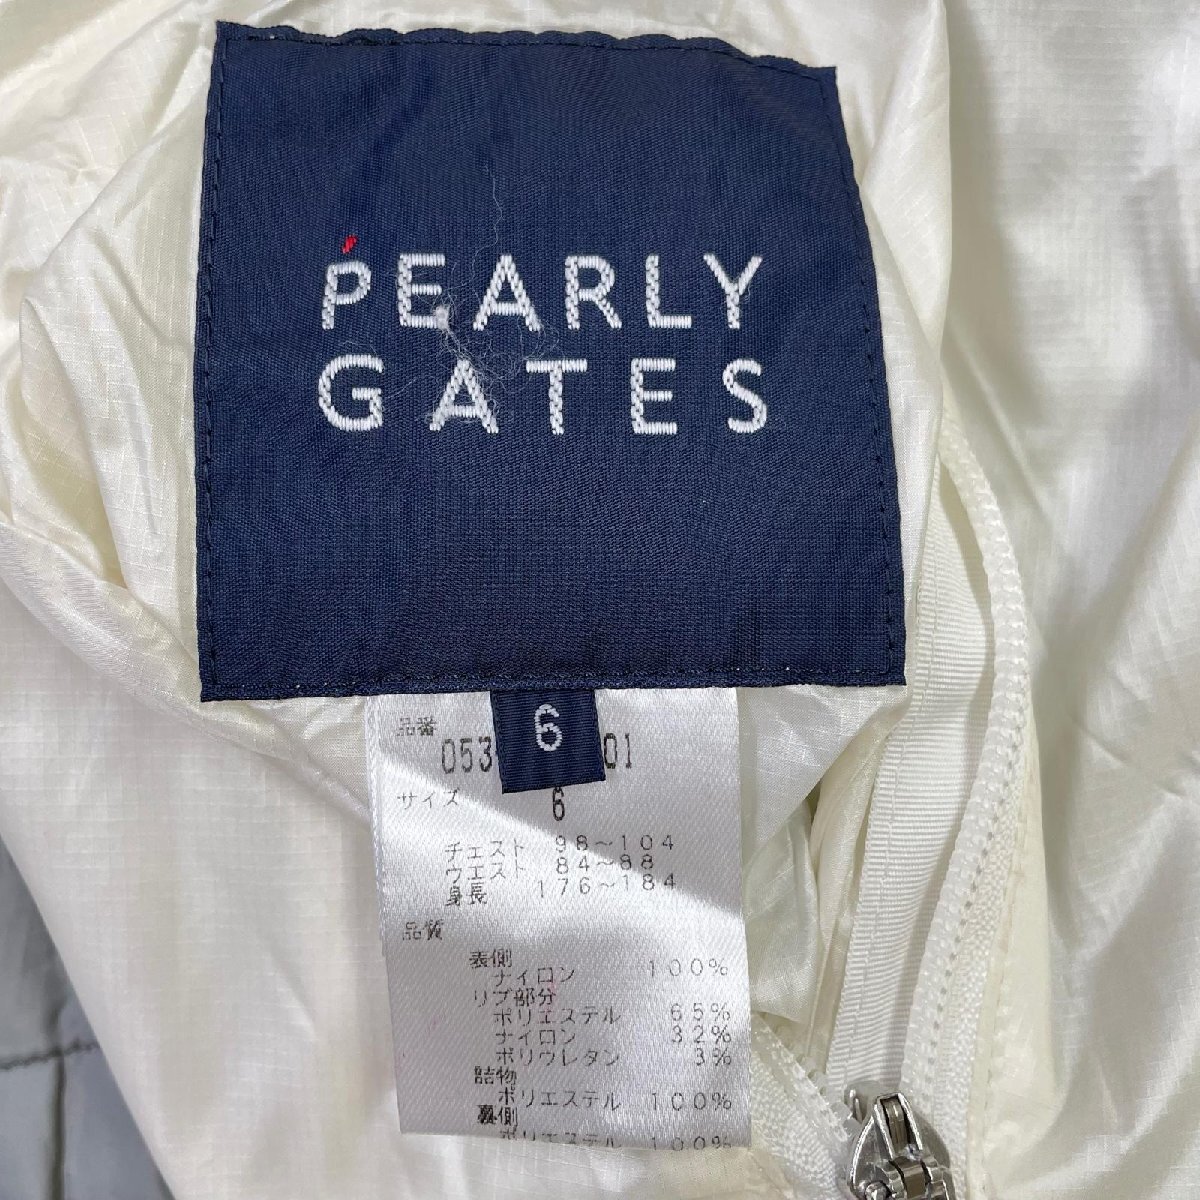 PEARLY
GATES
6
品番
053 01
サイズ 6
チェスト 98～104
ウエスト 84～88
身長 176～184
品質
表側
ナイロン 100%
リブ部分
ポリエステル 65%
ナイロン 32%
ポリウレタン 3%
詰物
ポリエステル 100%
裏側
ポリエステル 100%